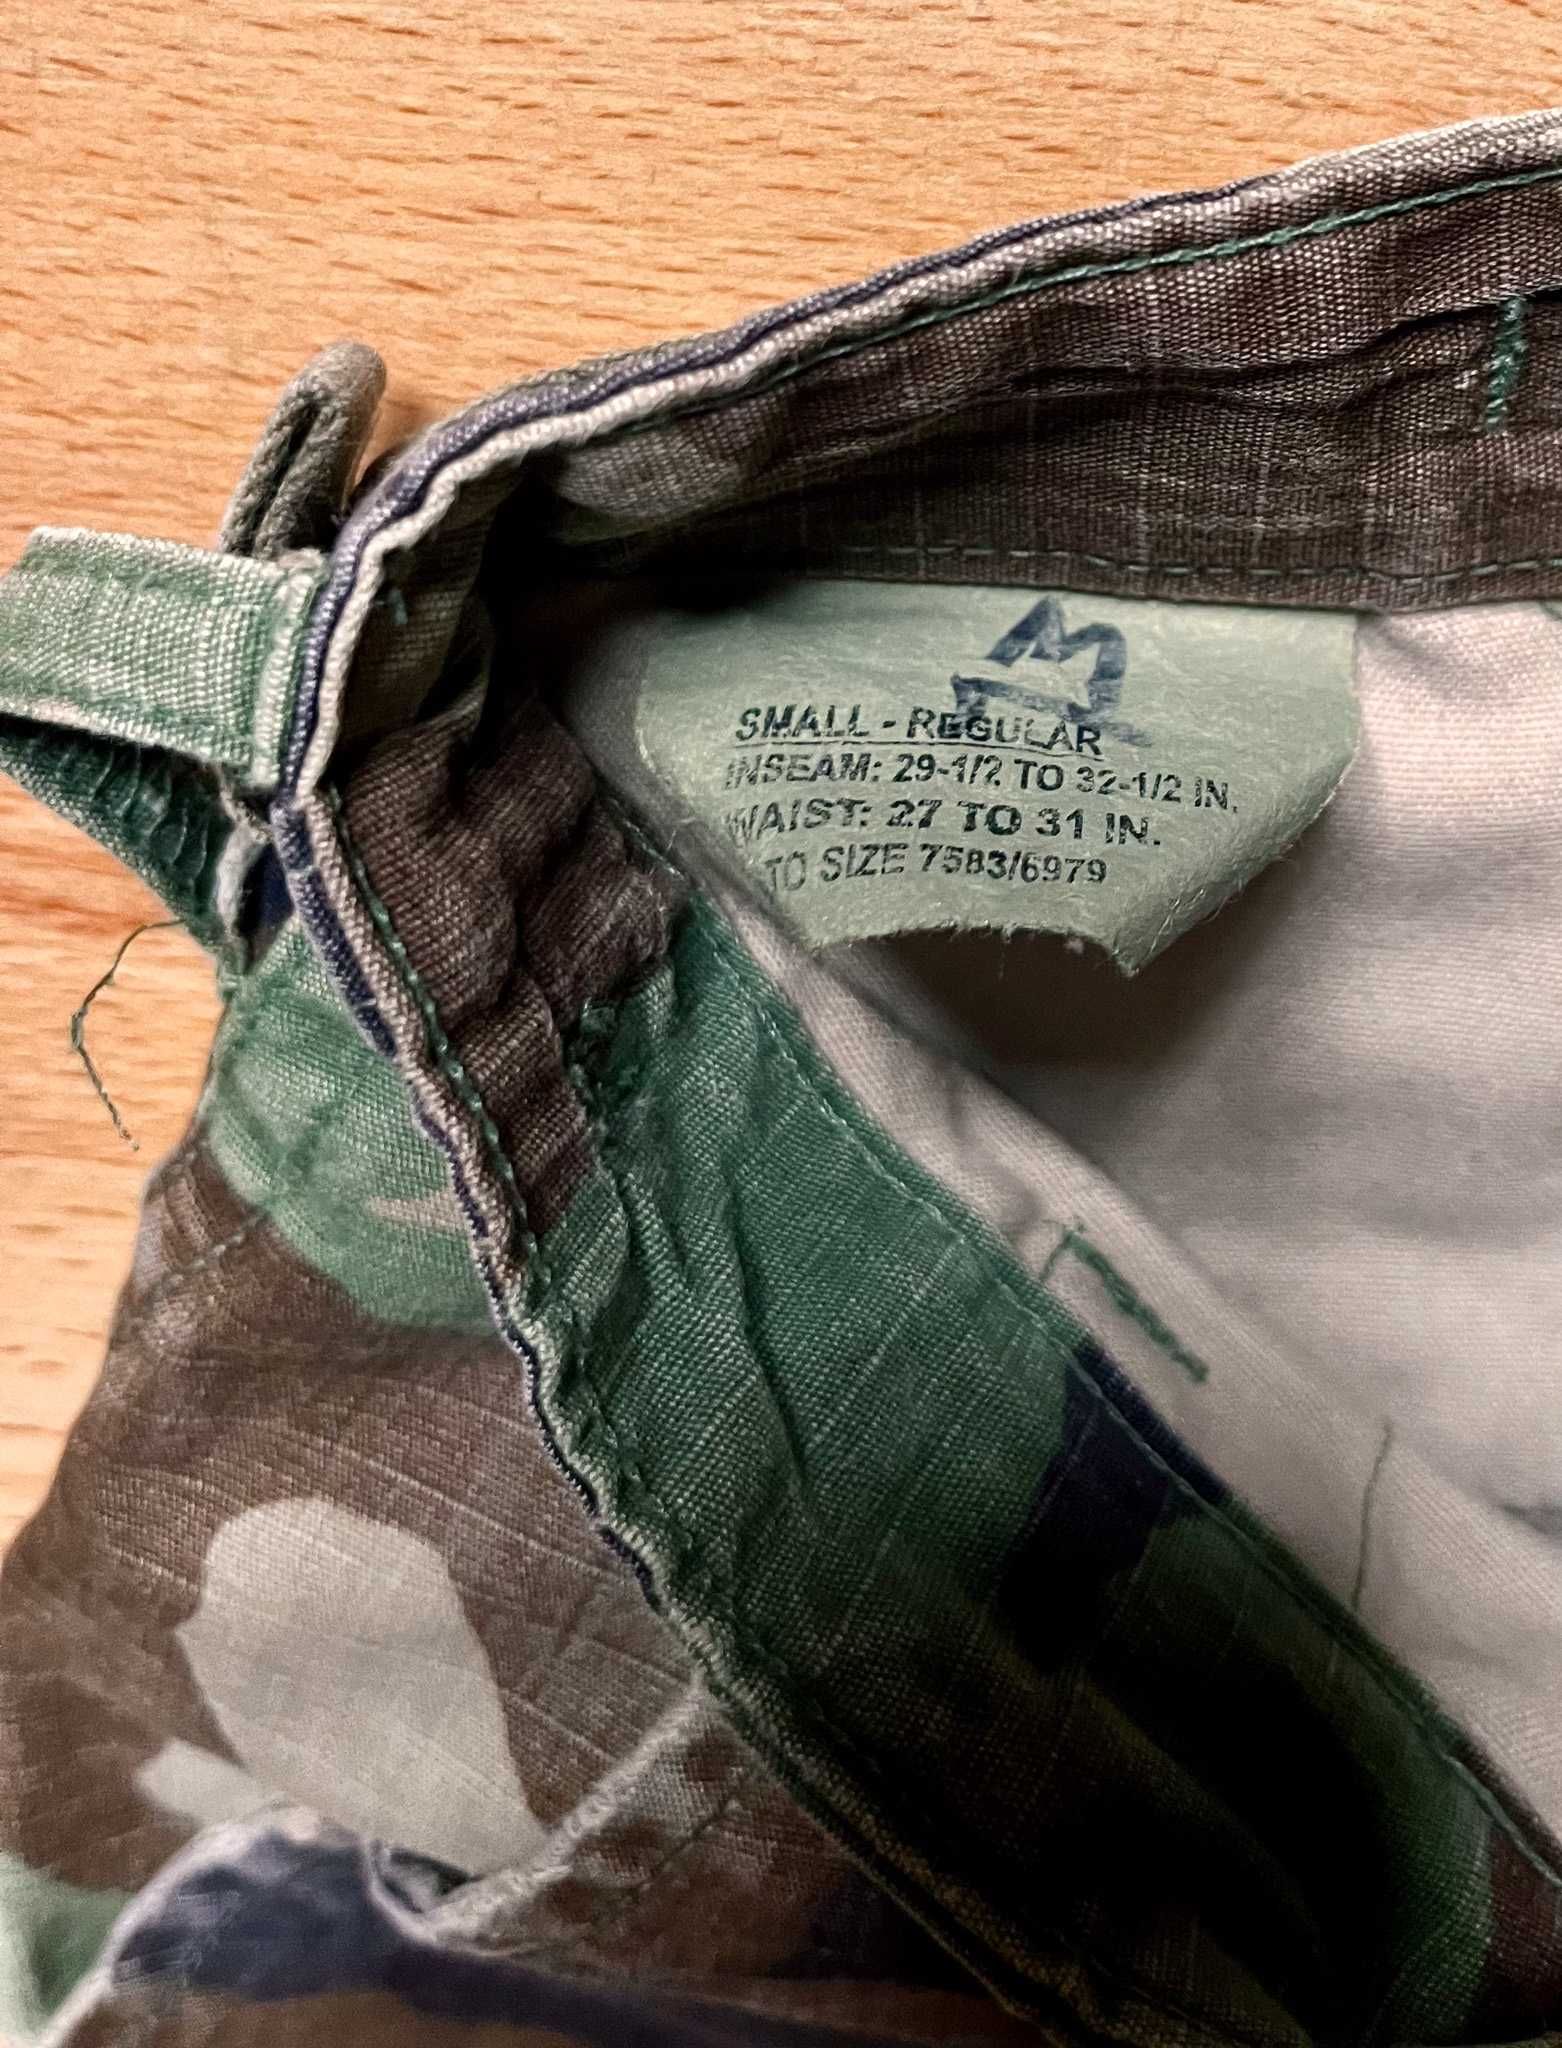 M
SMALL - REGULAR
INSEAM: 29-1/2 TO 32-1/2 IN.
WAIST: 27 TO 31 IN.
TO SIZE 7583/6979